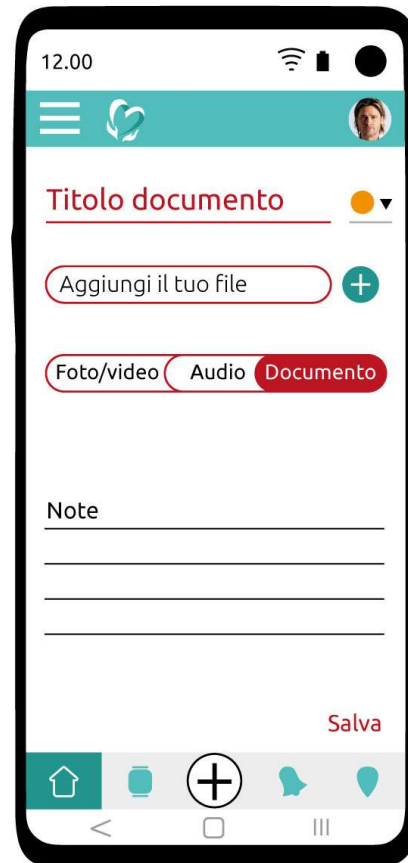 12.00
Titolo documento
Aggiungi il tuo file
Foto/video Audio Documento
Note
Salva